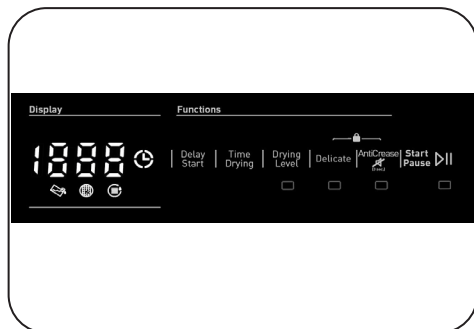 Display
Functions
1888
Delay Start
Time Drying
Drying Level
Delicate
AntiCrease
Start Pause